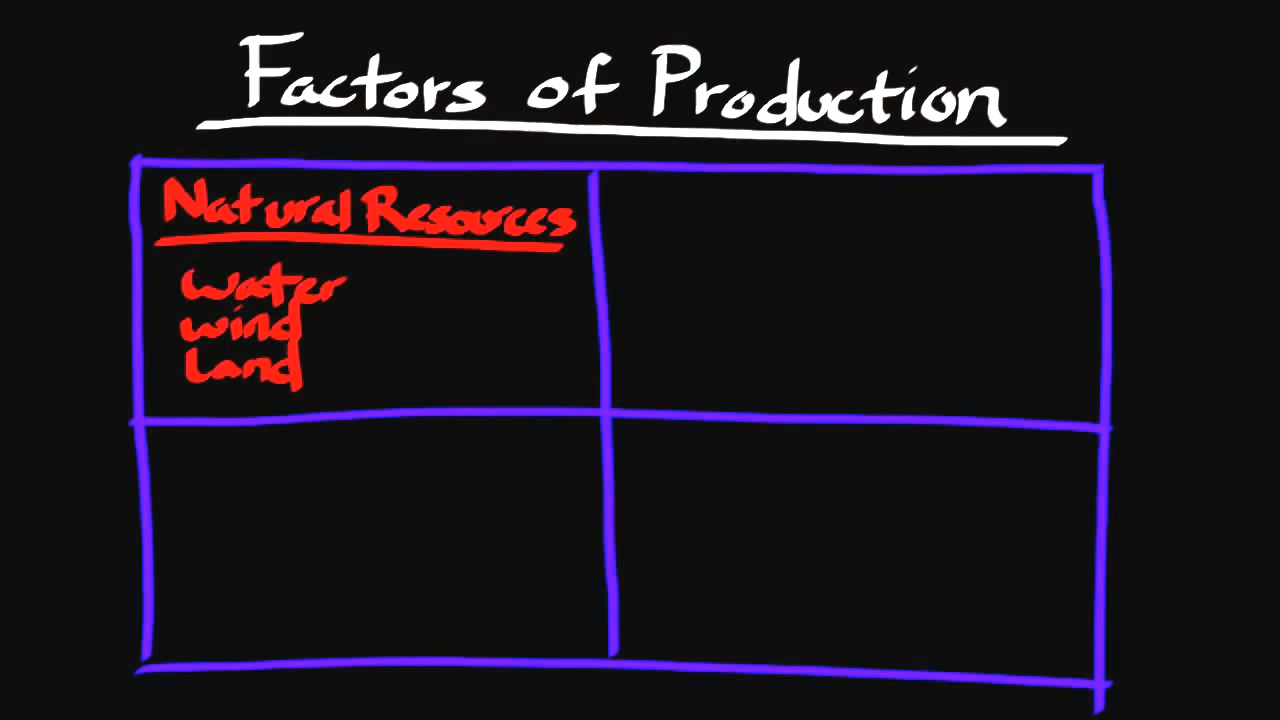 Factors of Production
Natural Resources
water
wind
Land